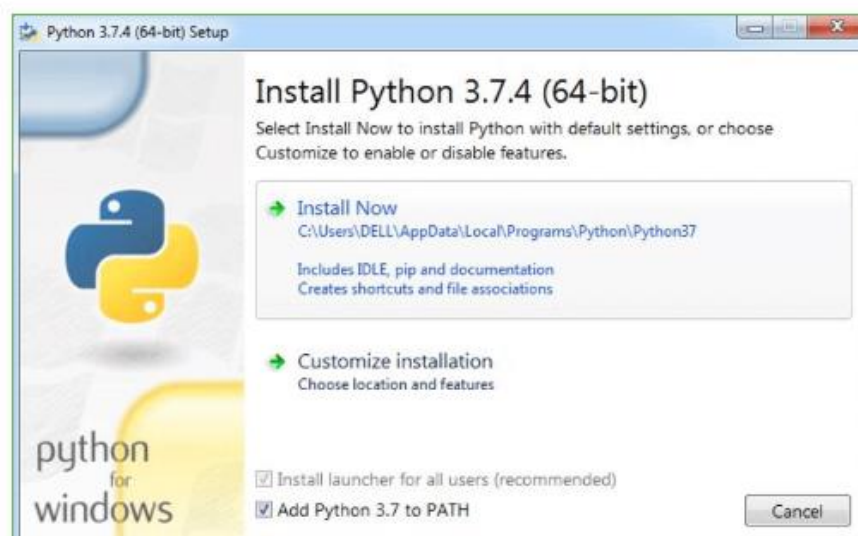 Python 3.7.4 (64-bit) Setup
Install Python 3.7.4 (64-bit)
Select Install Now to install Python with default settings, or choose
Customize to enable or disable features.
Install Now
C:\Users\DELL\AppData\Local\Programs\Python\Python37
Includes IDLE, pip and documentation
Creates shortcuts and file associations
Customize installation
Choose location and features
python
for
windows
Install launcher for all users (recommended)
Add Python 3.7 to PATH
Cancel